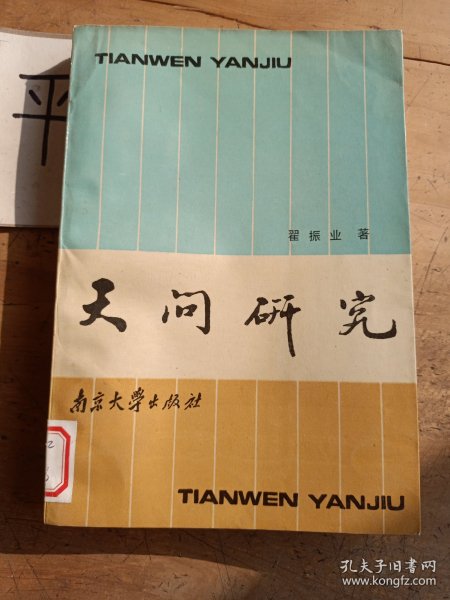 平
TIANWEN YANJIU
翟振业 著
天问研究
南京大学出版社
TIANWEN YANJIU
孔夫子旧书网
www.kongfz.com